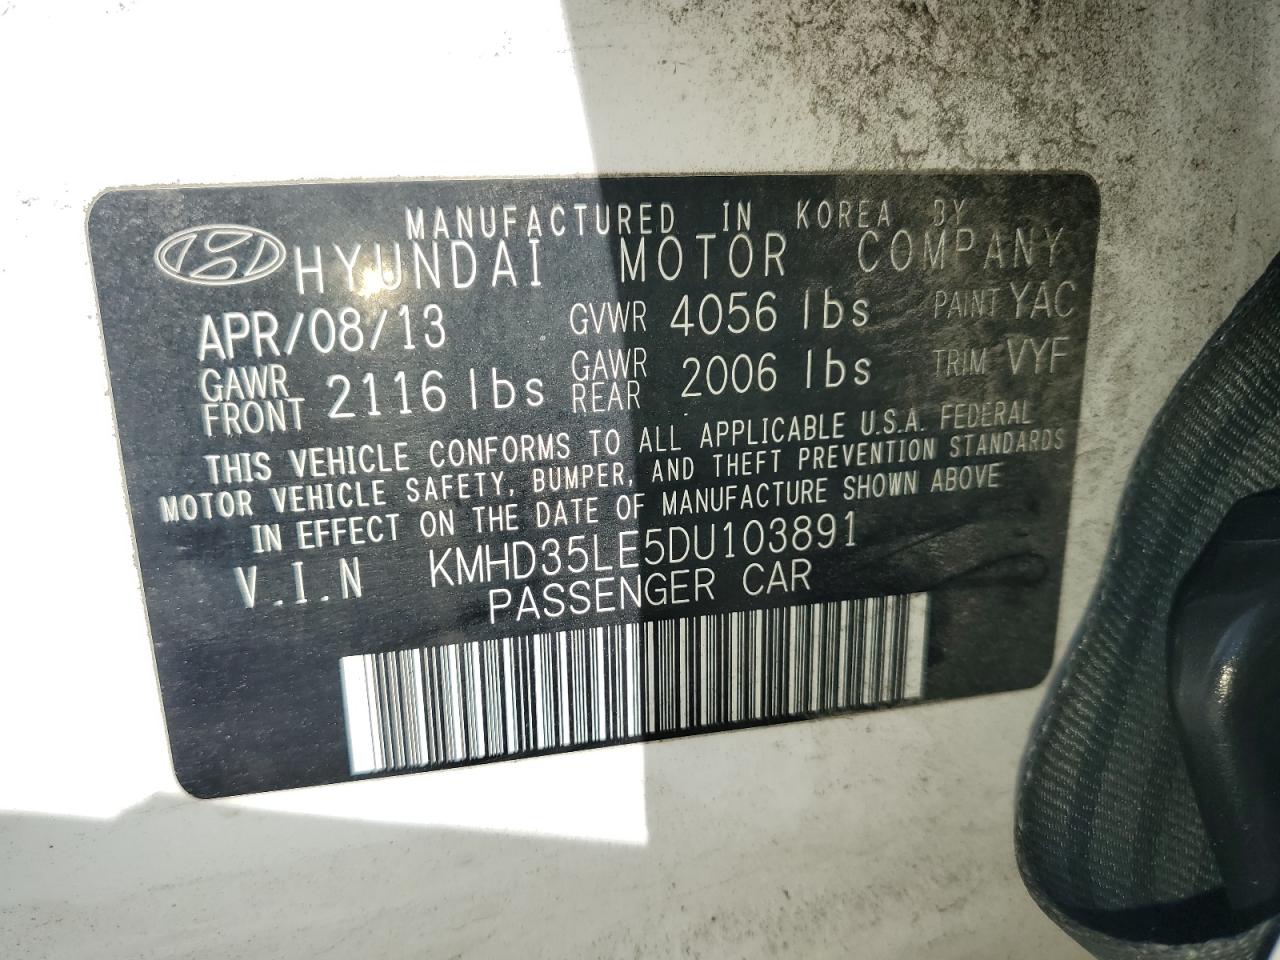 MANUFACTURED IN KOREA BY
HYUNDAI MOTOR COMPANY
APR/08/13 GVWR 4056 lbs PAINT YAC
GAWR FRONT 2116 lbs GAWR REAR 2006 lbs TRIM VYF
THIS VEHICLE CONFORMS TO ALL APPLICABLE U.S.A. FEDERAL
MOTOR VEHICLE SAFETY, BUMPER, AND THEFT PREVENTION STANDARDS
IN EFFECT ON THE DATE OF MANUFACTURE SHOWN ABOVE
V.I.N KMHD35LE5DU103891
PASSENGER CAR